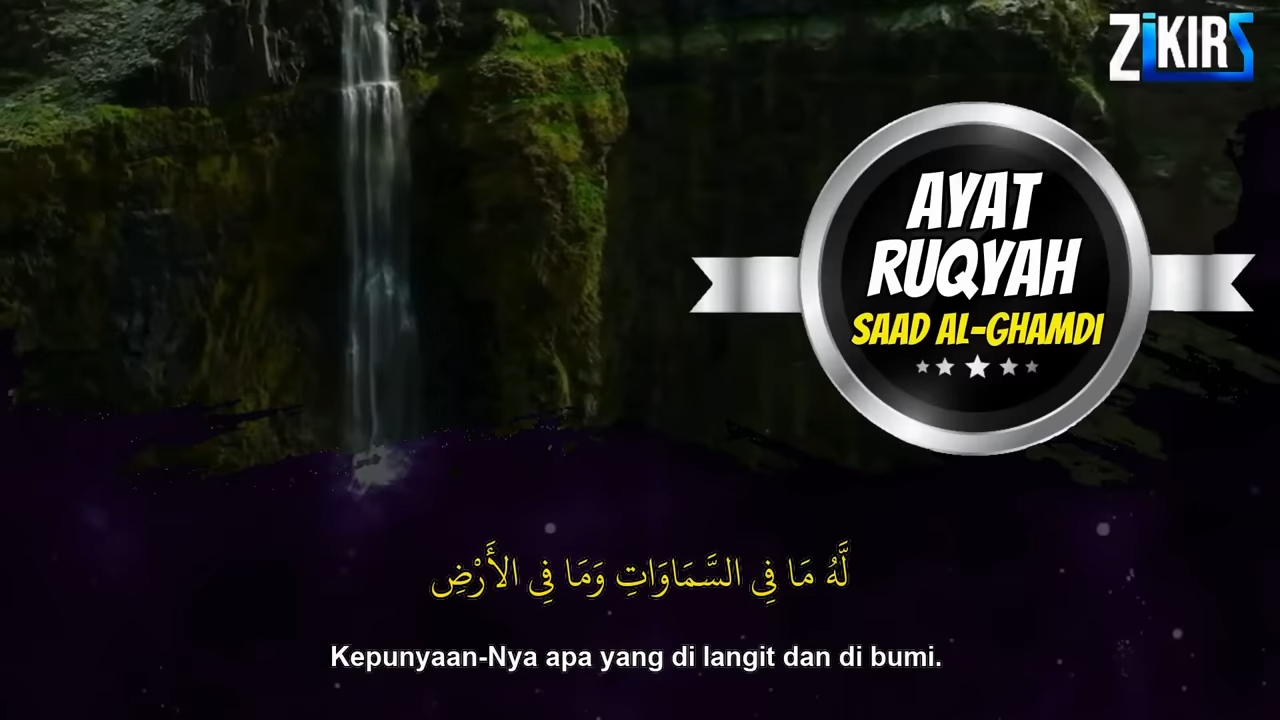 ZiKIRS
AYAT
RUQYAH
SAAD AL-GHAMDI
لَّهُ مَا فِي السَّمَاوَاتِ وَمَا فِي الأَرْضِ
Kepunyaan-Nya apa yang di langit dan di bumi.